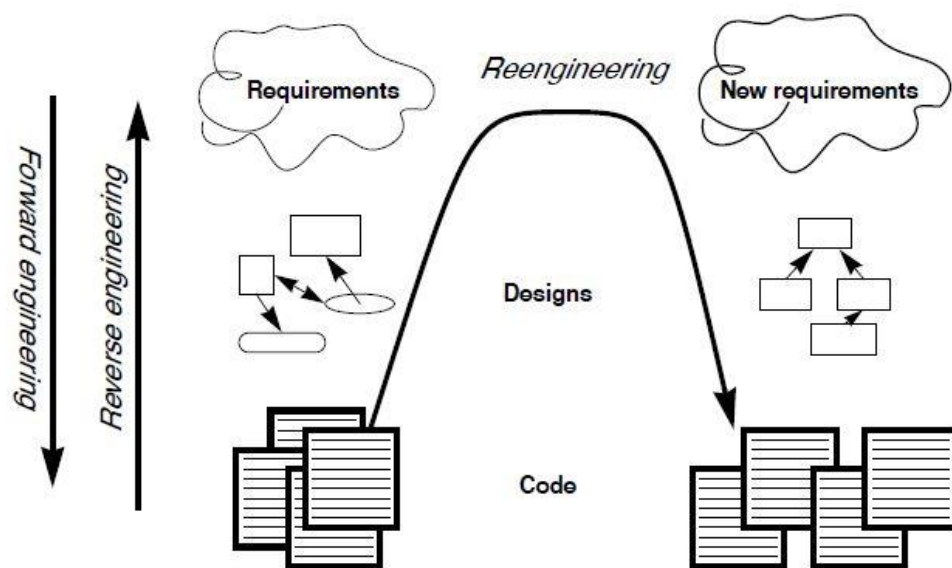 Requirements
Reengineering
New requirements
Forward engineering
Reverse engineering
Designs
Code